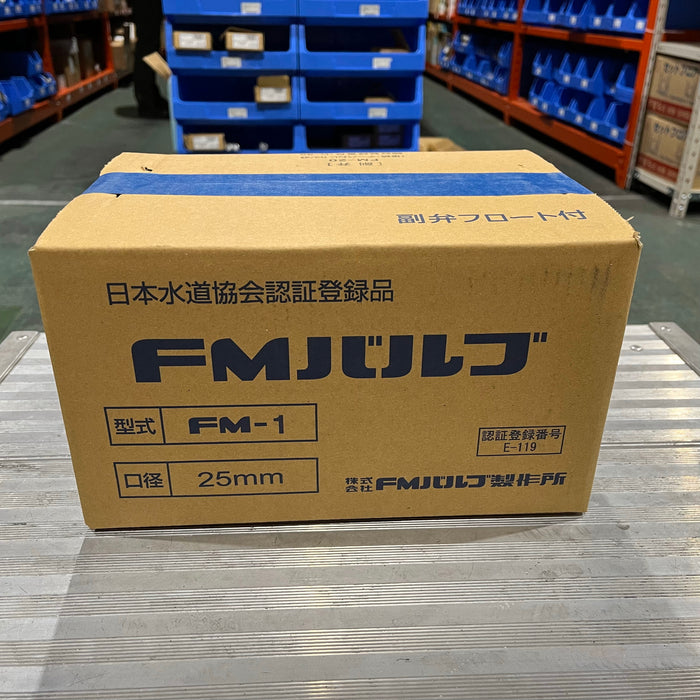 副弁フロート付
日本水道協会認証登録品
FMバルブ
型式 FM-1
認証登録番号
E-119
口径 25mm
株式会社 FMバルブ製作所